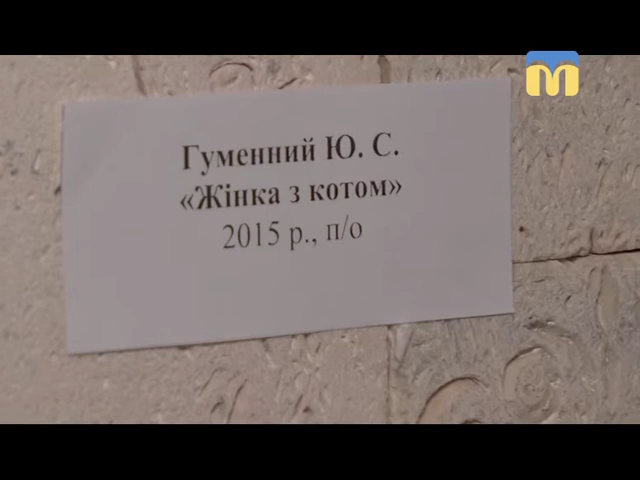 Гуменний Ю. С.
«Жінка з котом»
2015 р., п/о